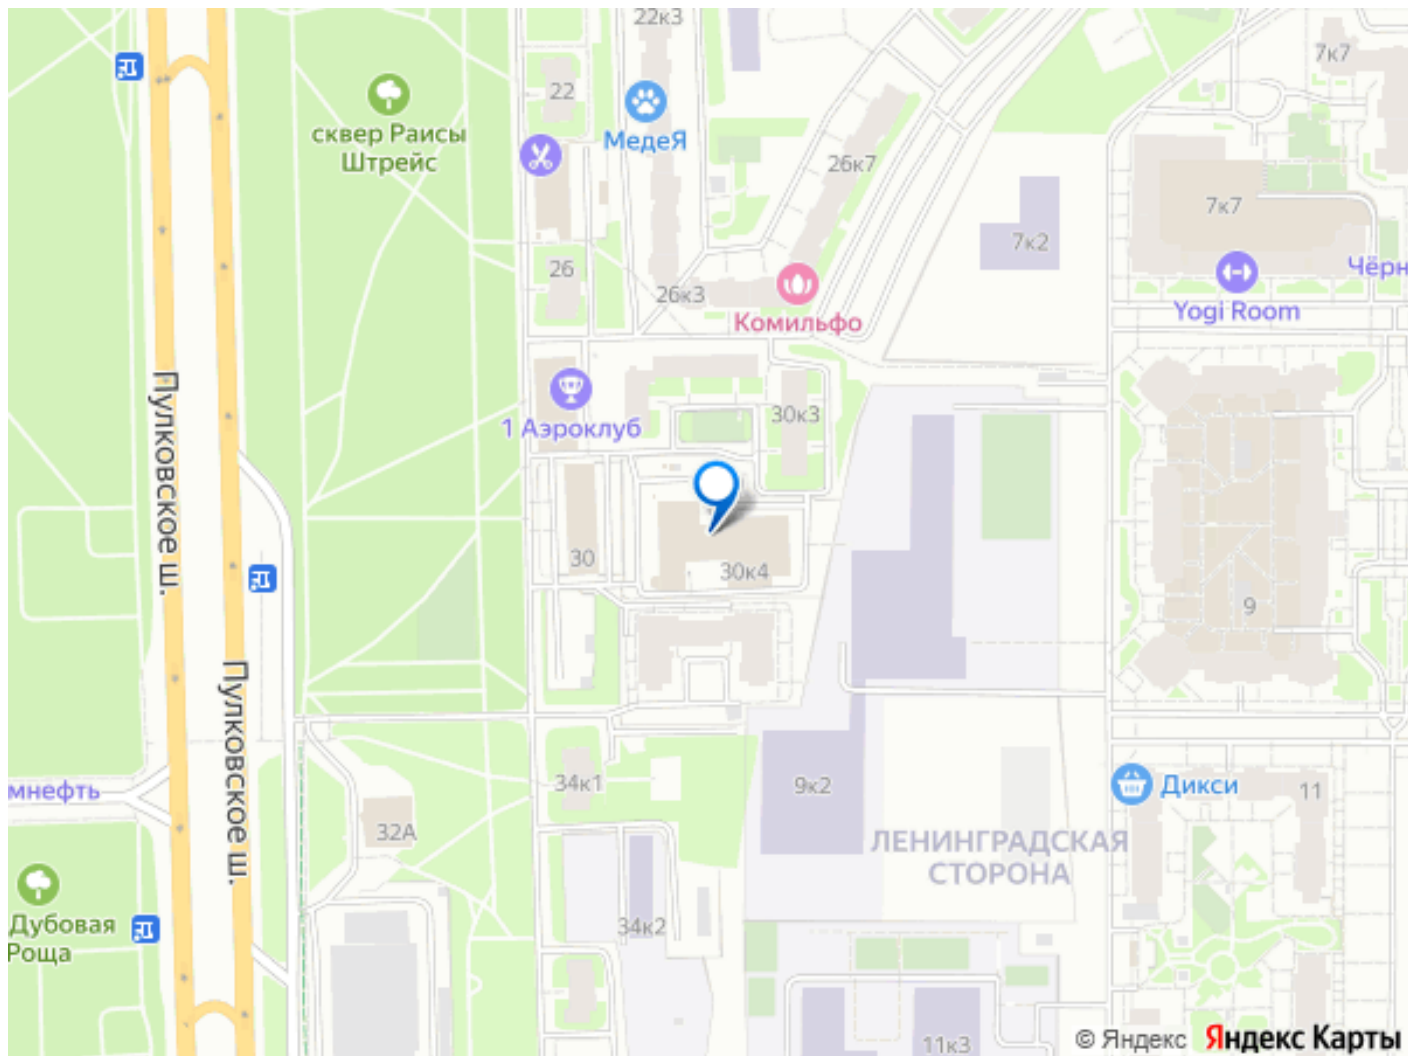 22к3
7к7
22
сквер Раисы
Штрейс
МедеЯ
26к7
7к7
7к2
26
26к3
Чёрн
Комильфо
Yogi Room
Пулковское ш.
1 Аэроклуб
30к3
30
30к4
9
Пулковское ш.
34к1
9к2
Дикси
11
мнефть
32А
ЛЕНИНГРАДСКАЯ
СТОРОНА
Дубовая
Роща
34к2
11к3
© Яндекс Яндекс Карты